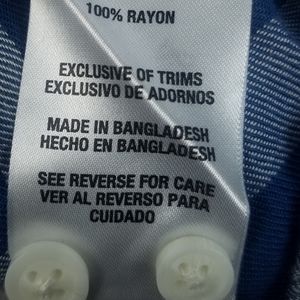 100% RAYON
EXCLUSIVE OF TRIMS
EXCLUSIVO DE ADORNOS
MADE IN BANGLADESH
HECHO EN BANGLADESH
SEE REVERSE FOR CARE
VER AL REVERSO PARA
CUIDADO